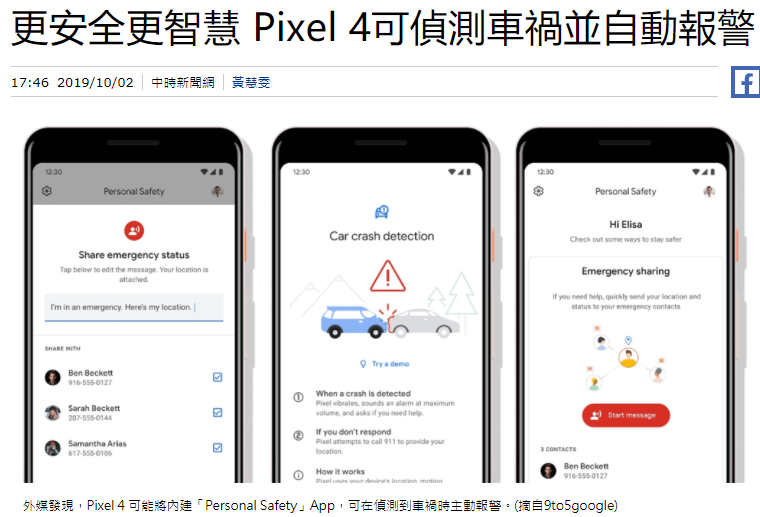 更安全更智慧 Pixel 4可偵測車禍並自動報警
17:46 2019/10/02 中時新聞網 黃慧雯
12:30
Personal Safety
Share emergency status
Tap below to edit the message. Your location is
attached.
I'm in an emergency. Here's my location.
SHARE WITH
Ben Beckett
916-555-0127
Sarah Beckett
207-555-0144
Samantha Arias
617-555-0106
12:30
Car crash detection
Try a demo
1
When a crash is detected
Pixel vibrates, sounds an alarm at maximum
volume, and asks if you need help.
2
If you don't respond
Pixel attempts to call 911 to provide your
location.
How it works
Pixel uses your device's location, motion
12:30
Personal Safety
Hi Elisa
Check out some ways to stay safer
Emergency sharing
If you need help, quickly send your location and
status to your emergency contacts
Start message
3 CONTACTS
Ben Beckett
916-555-0127
外媒發現，Pixel 4 可能將內建「Personal Safety」App，可在偵測到車禍時主動報警。(摘自9to5google)